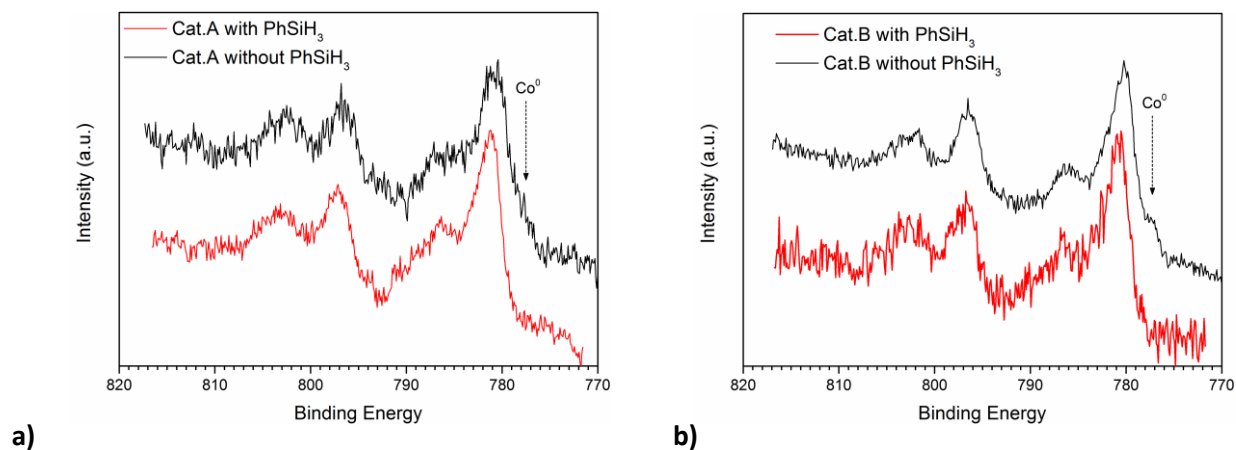 Cat.A with PhSiH₃
Cat.A without PhSiH₃
Co⁰
Intensity (a.u.)
820 810 800 790 780 770
Binding Energy
a)
Cat.B with PhSiH₃
Cat.B without PhSiH₃
Co⁰
Intensity (a.u.)
820 810 800 790 780 770
Binding Energy
b)